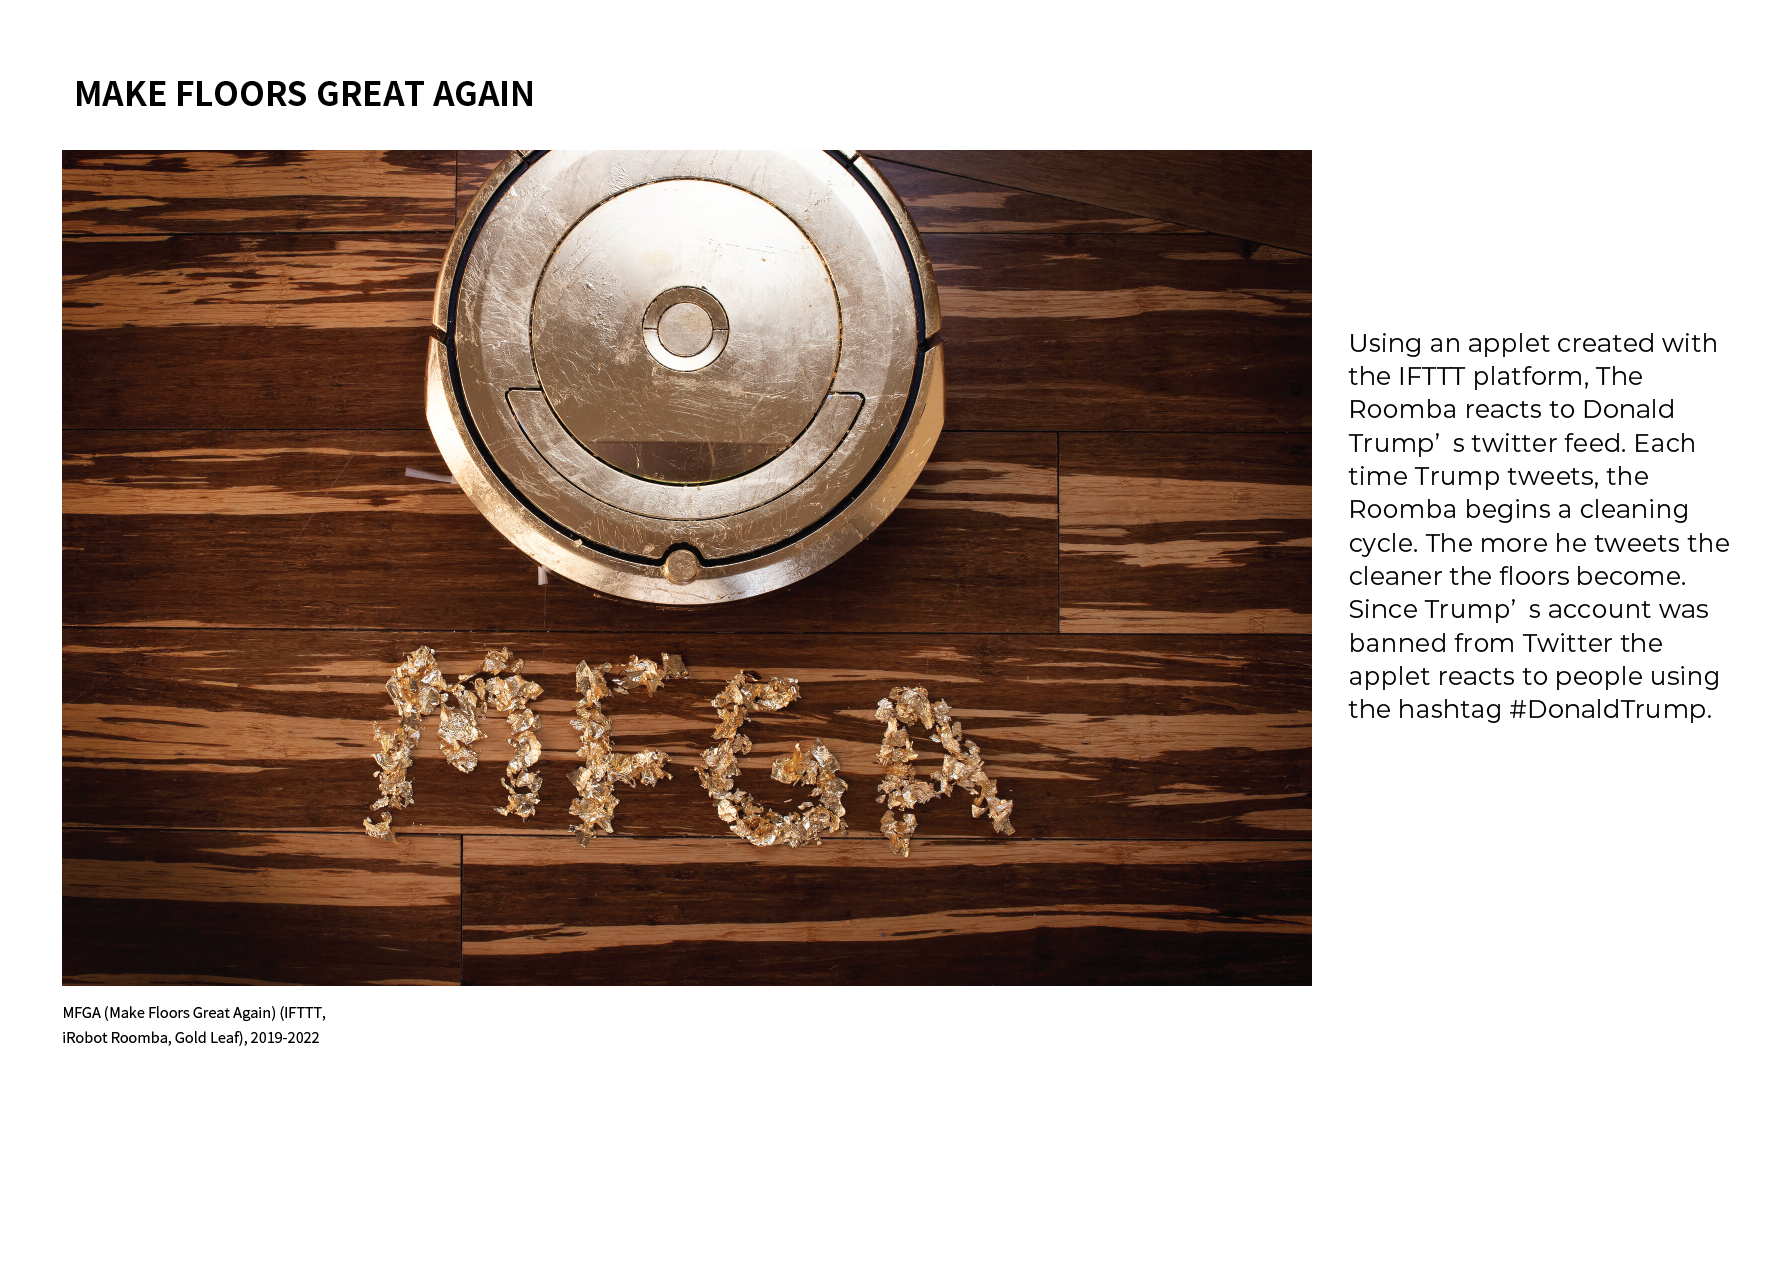 MAKE FLOORS GREAT AGAIN
MFGA
Using an applet created with
the IFTTT platform, The
Roomba reacts to Donald
Trump’ s twitter feed. Each
time Trump tweets, the
Roomba begins a cleaning
cycle. The more he tweets the
cleaner the floors become.
Since Trump’ s account was
banned from Twitter the
applet reacts to people using
the hashtag #DonaldTrump.
MFGA (Make Floors Great Again) (IFTTT,
iRobot Roomba, Gold Leaf), 2019-2022